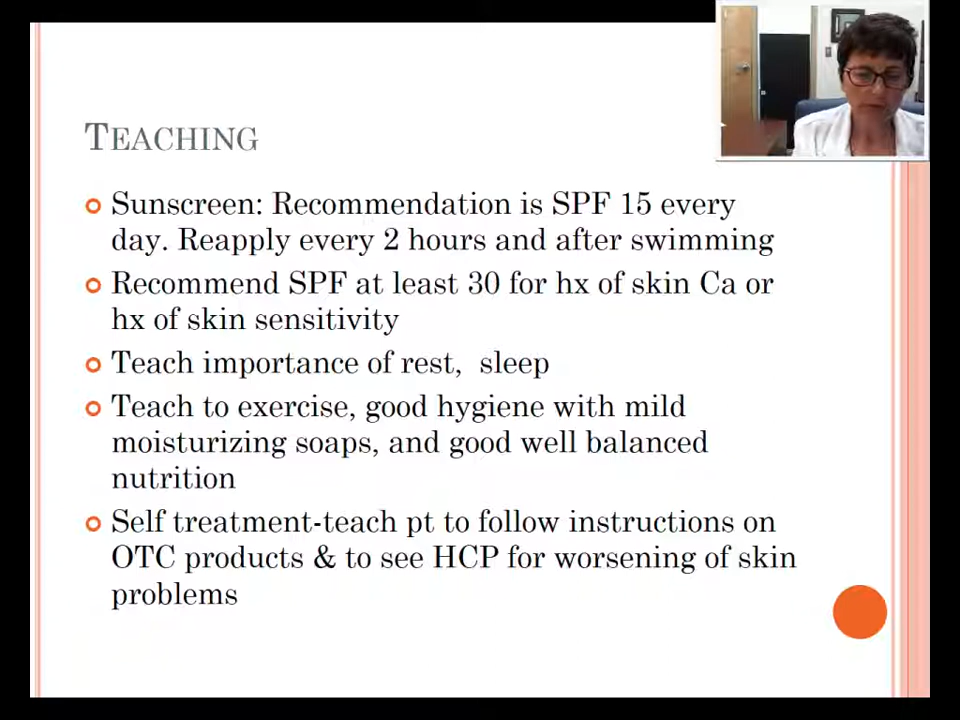 TEACHING
Sunscreen: Recommendation is SPF 15 every
day. Reapply every 2 hours and after swimming
Recommend SPF at least 30 for hx of skin Ca or
hx of skin sensitivity
Teach importance of rest, sleep
Teach to exercise, good hygiene with mild
moisturizing soaps, and good well balanced
nutrition
Self treatment-teach pt to follow instructions on
OTC products & to see HCP for worsening of skin
problems